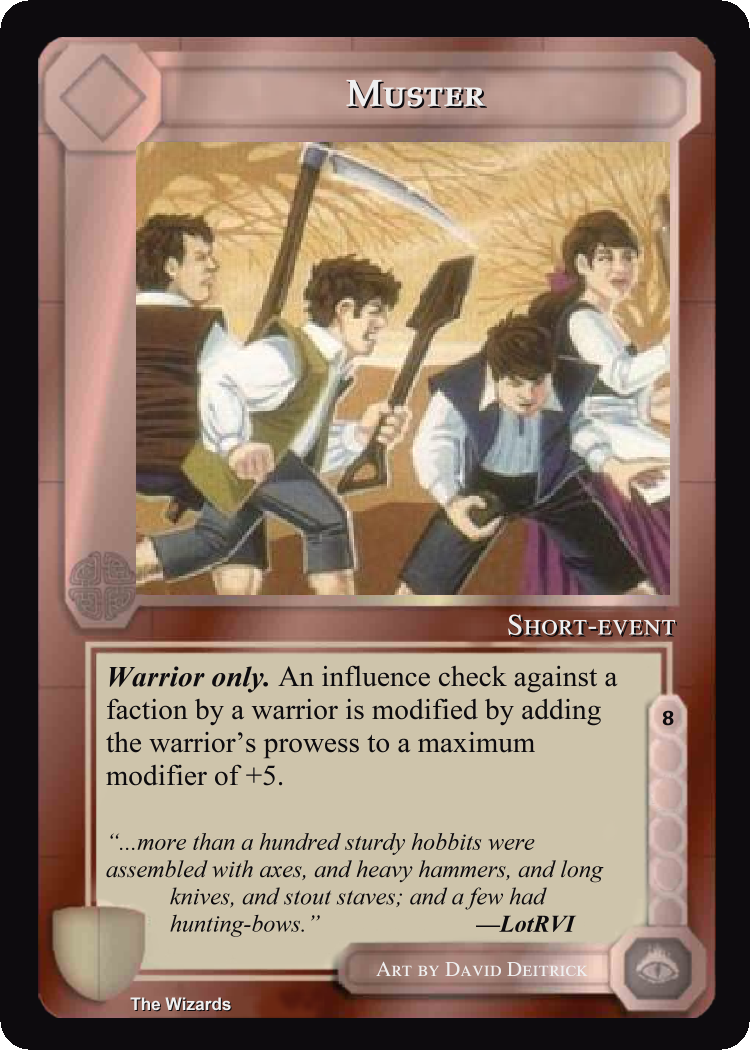 MUSTER
SHORT-EVENT
Warrior only. An influence check against a
faction by a warrior is modified by adding
the warrior’s prowess to a maximum
modifier of +5.
8
“...more than a hundred sturdy hobbits were
assembled with axes, and heavy hammers, and long
knives, and stout staves; and a few had
hunting-bows.” —LotRVI
ART BY DAVID DEITRICK
The Wizards